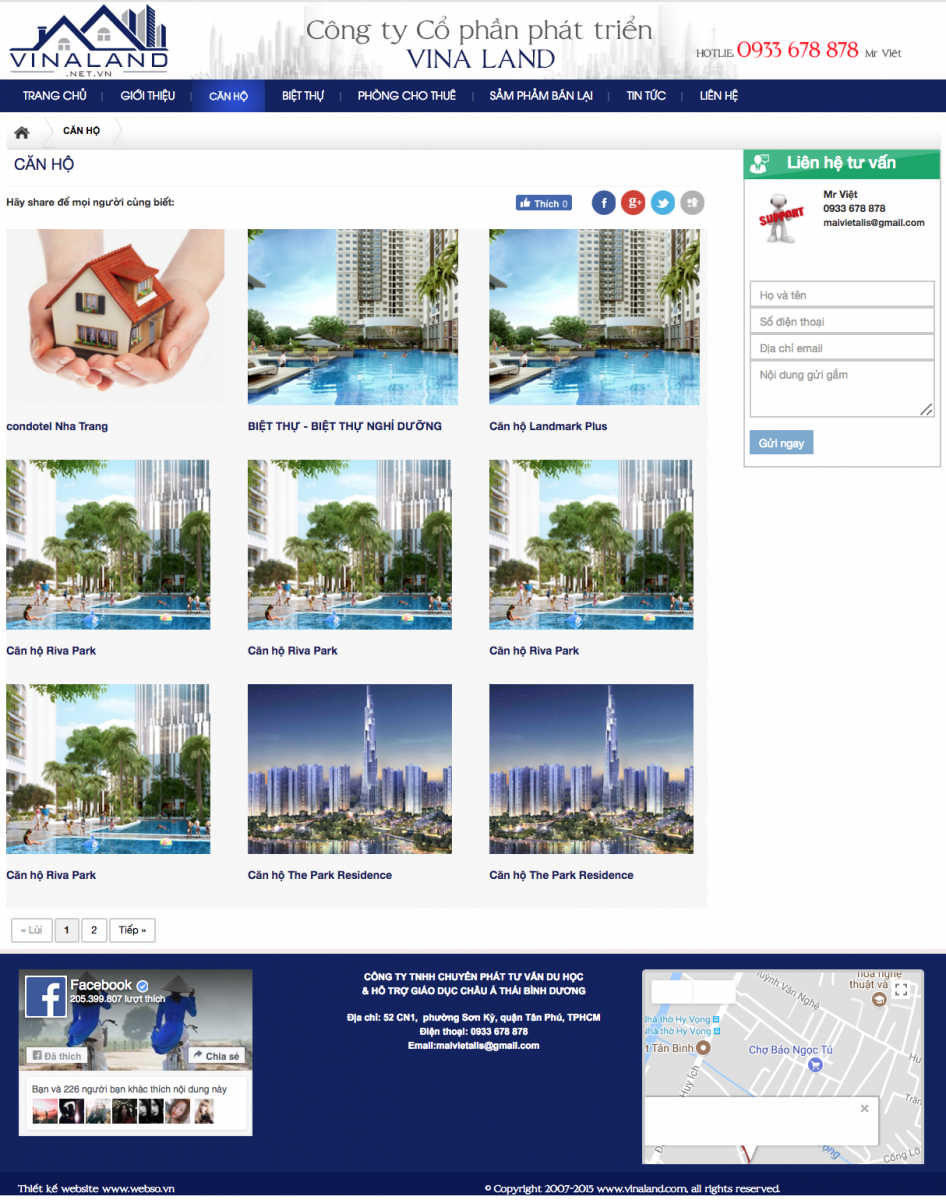 VINALAND
.NET.VN
Công ty Cổ phần phát triển
VINA LAND
HOTLIE 0933 678 878 Mr Việt
TRANG CHỦ | GIỚI THIỆU | CĂN HỘ BIỆT THỰ | PHÒNG CHO THUÊ | SẢM PHẨM BÁN LẠI | TIN TỨC | LIÊN HỆ
CĂN HỘ
CĂN HỘ
Hãy share để mọi người cùng biết:
Thích 0
condotel Nha Trang
BIỆT THỰ - BIỆT THỰ NGHỈ DƯỠNG
Căn hộ Landmark Plus
Căn hộ Riva Park
Căn hộ Riva Park
Căn hộ Riva Park
Căn hộ Riva Park
Căn hộ The Park Residence
Căn hộ The Park Residence
« Lùi 1 2 Tiếp »
Liên hệ tư vấn
SUPPORT
Mr Việt
0933 678 878
maivietalis@gmail.com
Họ và tên
Số điện thoại
Địa chỉ email
Nội dung gửi gắm
Gửi ngay
Facebook
205.399.807 lượt thích
Đã thích
Chia sẻ
Bạn và 226 người bạn khác thích nội dung này
CÔNG TY TNHH CHUYÊN PHÁT TƯ VẤN DU HỌC
& HỖ TRỢ GIÁO DỤC CHÂU Á THÁI BÌNH DƯƠNG
Địa chỉ: 52 CN1, phường Sơn Kỳ, quận Tân Phú, TPHCM
Điện thoại: 0933 678 878
Email:maivietalis@gmail.com
Huỳnh Văn Nghệ
hoá nghệ
thuật và
Nhà thờ Hy Vọng
Nhà thờ Hy Vọng
t Tân Bình
Chợ Bảo Ngọc Tú
Huy Ích
Cống Lở
Thiết kế website www.webso.vn
© Copyright 2007-2015 www.vinaland.com, all rights reserved.